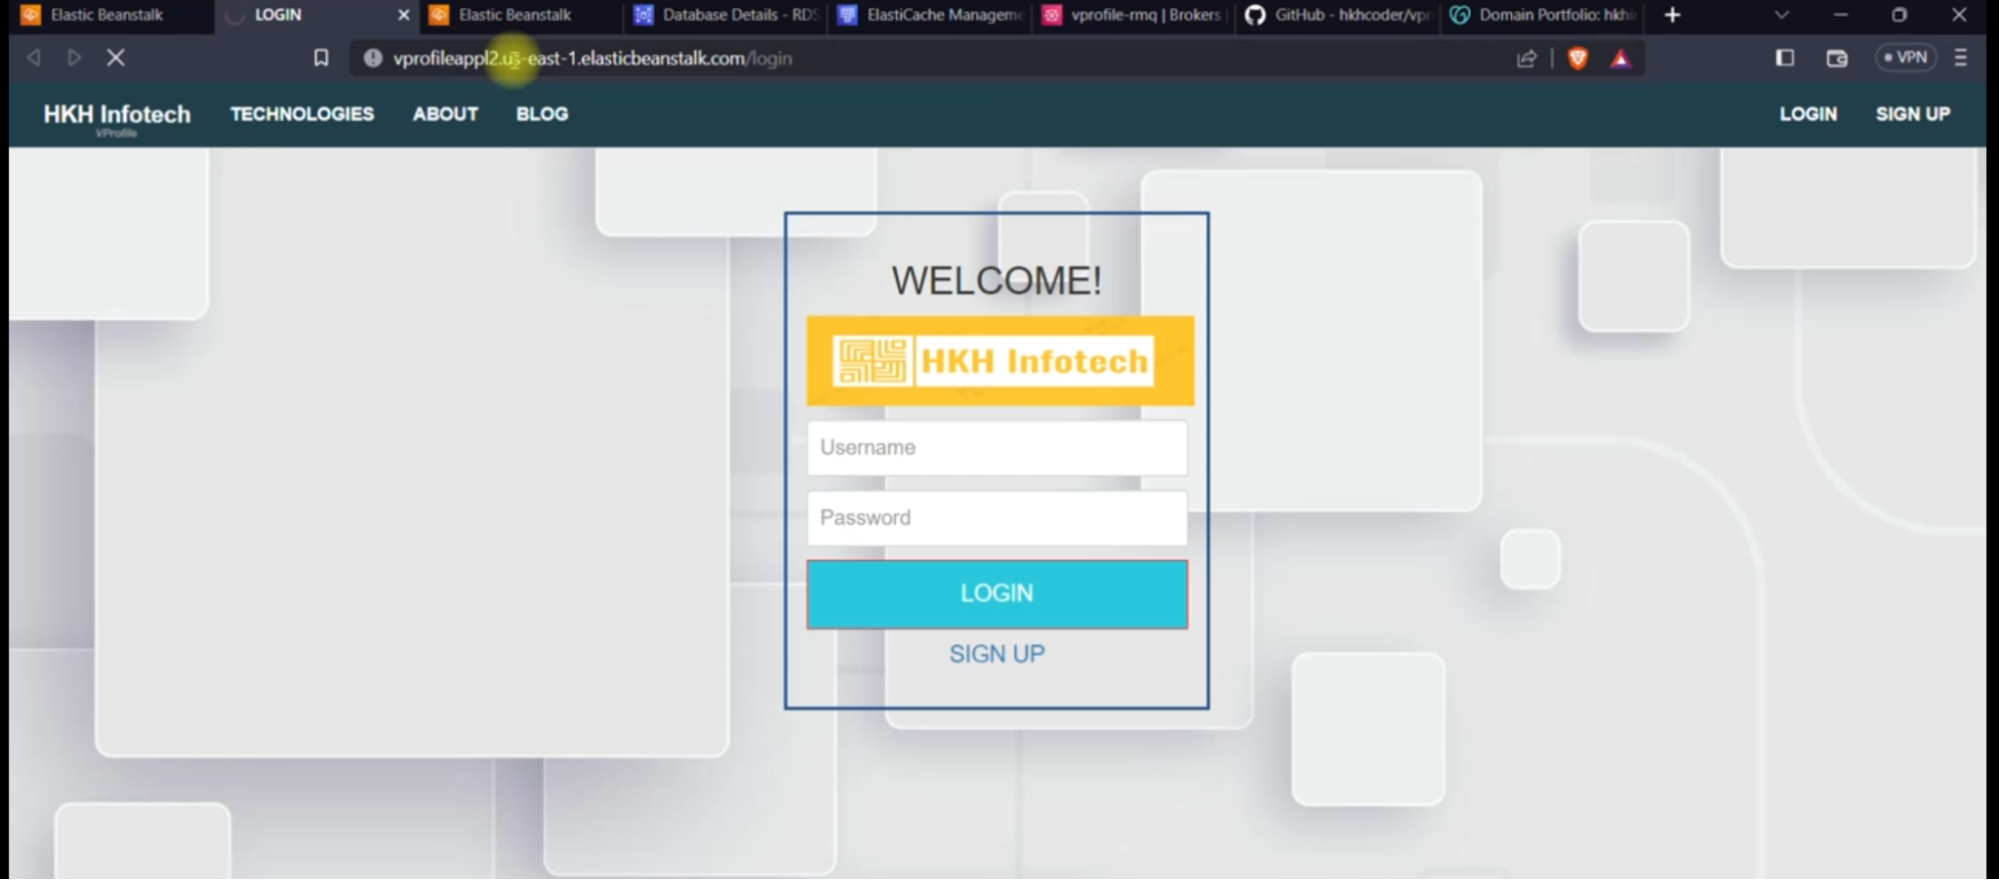 Elastic Beanstalk
LOGIN
Elastic Beanstalk
Database Details - RDS
ElastiCache Manageme
vprofile-rmq | Brokers |
GitHub - hkhcoder/vpr
Domain Portfolio: hkhi
vprofileappl2.us-east-1.elasticbeanstalk.com/login
VPN
HKH Infotech
VProfile
TECHNOLOGIES
ABOUT
BLOG
LOGIN
SIGN UP
WELCOME!
HKH Infotech
Username
Password
LOGIN
SIGN UP